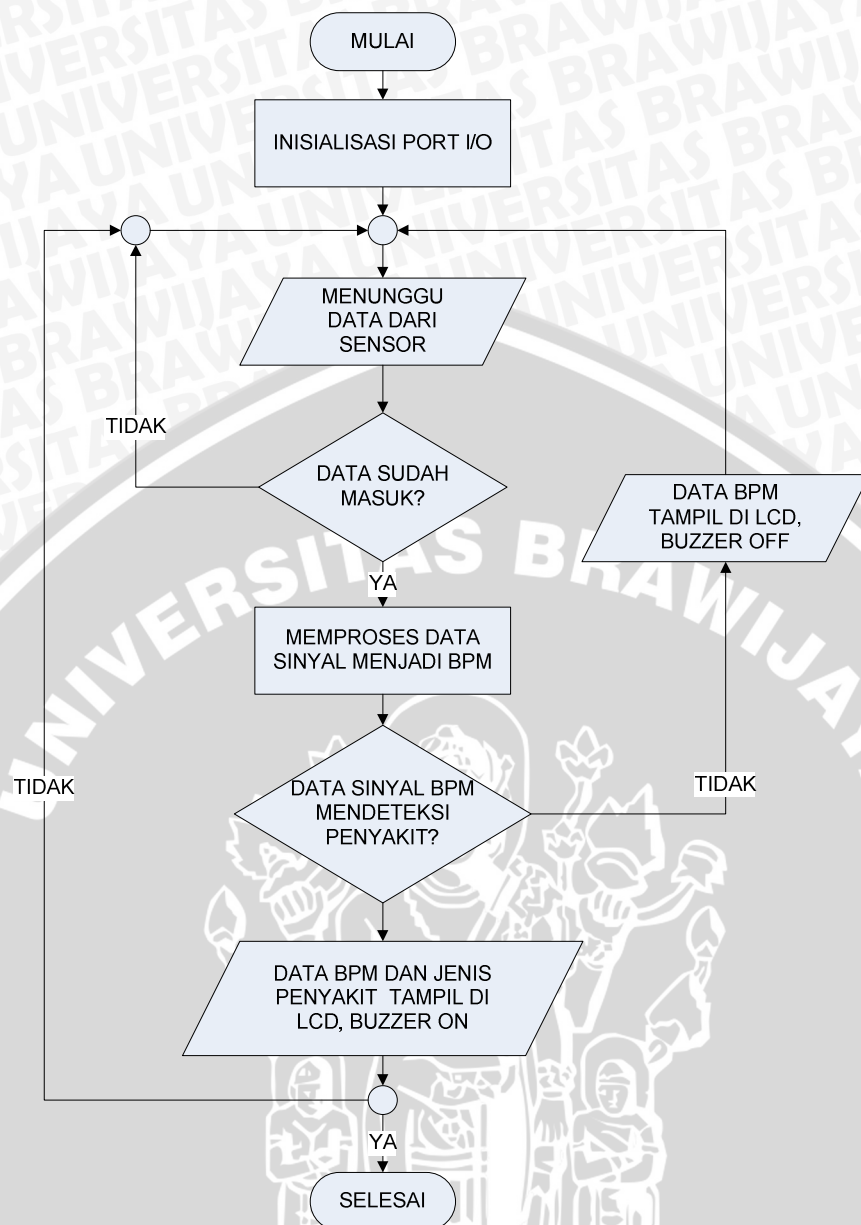 MULAI
INISIALISASI PORT I/O
MENUNGGU
DATA DARI
SENSOR
TIDAK
DATA SUDAH
MASUK?
DATA BPM
TAMPIL DI LCD,
BUZZER OFF
YA
MEMPROSES DATA
SINYAL MENJADI BPM
TIDAK
DATA SINYAL BPM
MENDETEKSI
PENYAKIT?
TIDAK
DATA BPM DAN JENIS
PENYAKIT TAMPIL DI
LCD, BUZZER ON
YA
SELESAI
UNIVERSITAS BRAWIJAYA